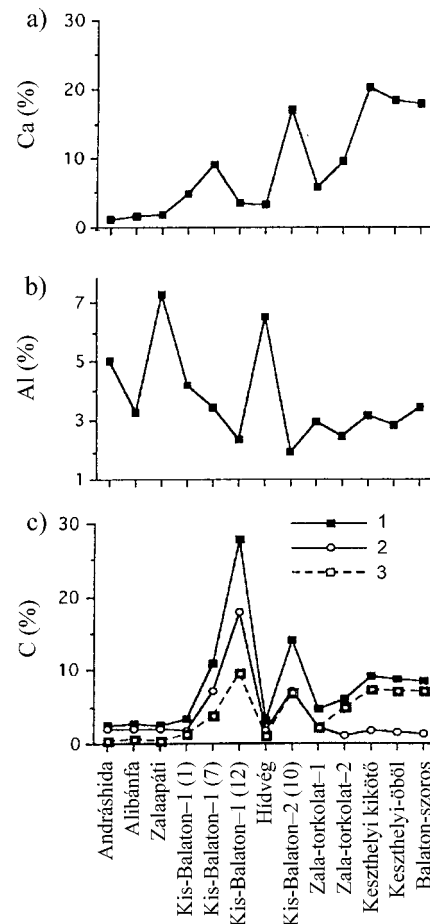 a)
Ca (%)
30
20
10
0
b)
Al (%)
7
5
3
1
c)
C (%)
30
20
10
0
1
2
3
Andráshida
Alibánfa
Zalaapáti
Kis-Balaton–1 (1)
Kis-Balaton–1 (7)
Kis-Balaton–1 (12)
Hídvég
Kis-Balaton–2 (10)
Zala-torkolat–1
Zala-torkolat–2
Keszthelyi kikötő
Keszthelyi-öböl
Balaton-szoros